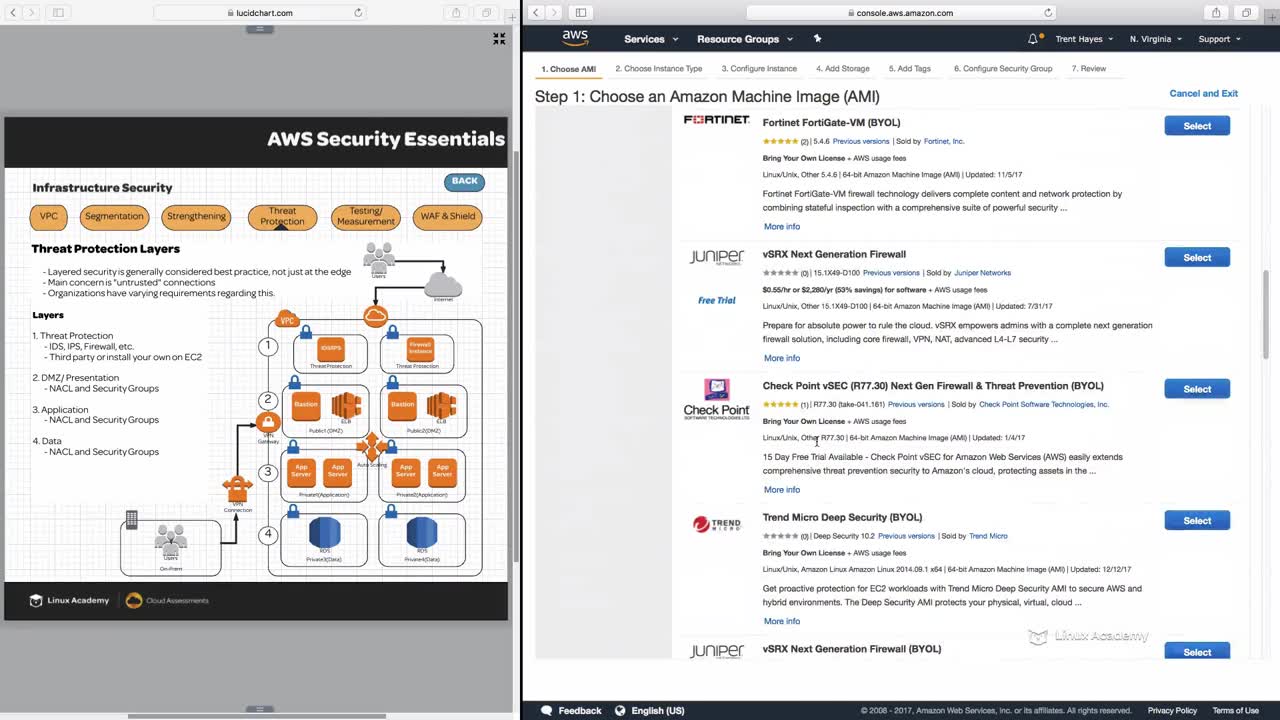 lucidchart.com
AWS Security Essentials
Infrastructure Security
BACK
VPC
Segmentation
Strengthening
Threat
Protection
Testing/
Measurement
WAF & Shield
Threat Protection Layers
- Layered security is generally considered best practice, not just at the edge
- Main concern is "untrusted" connections
- Organizations have varying requirements regarding this.
Layers
1. Threat Protection
- IDS, IPS, Firewall, etc.
- Third party or install your own on EC2
2. DMZ/ Presentation
- NACL and Security Groups
3. Application
- NACL and Security Groups
4. Data
- NACL and Security Groups
Users
Internet
VPC
1
IDS/IPS
Threat Protection
Firewall
Instance
Threat Protection
2
Bastion
ELB
Public1 (DMZ)
Bastion
ELB
Public2(DMZ)
VPN
Gateway
Auto Scaling
3
App
Server
App
Server
Private1(Application)
App
Server
App
Server
Private2(Application)
VPN
Connection
4
RDS
Private3(Data)
RDS
Private4(Data)
Users
On-Prem
Linux Academy
Cloud Assessments
console.aws.amazon.com
aws
Services
Resource Groups
Trent Hayes
N. Virginia
Support
1. Choose AMI
2. Choose Instance Type
3. Configure Instance
4. Add Storage
5. Add Tags
6. Configure Security Group
7. Review
Step 1: Choose an Amazon Machine Image (AMI)
Cancel and Exit
FORTINET
Fortinet FortiGate-VM (BYOL)
Select
(2) | 5.4.6 Previous versions | Sold by Fortinet, Inc.
Bring Your Own License + AWS usage fees
Linux/Unix, Other 5.4.6 | 64-bit Amazon Machine Image (AMI) | Updated: 11/5/17
Fortinet FortiGate-VM firewall technology delivers complete content and network protection by
combining stateful inspection with a comprehensive suite of powerful security ...
More info
JUNIPER
NETWORKS
Free Trial
vSRX Next Generation Firewall
Select
(0) | 15.1X49-D100 Previous versions | Sold by Juniper Networks
$0.55/hr or $2,280/yr (53% savings) for software + AWS usage fees
Linux/Unix, Other 15.1X49-D100 | 64-bit Amazon Machine Image (AMI) | Updated: 7/31/17
Prepare for absolute power to rule the cloud. vSRX empowers admins with a complete next generation
firewall solution, including core firewall, VPN, NAT, advanced L4-L7 security ...
More info
Check Point
SOFTWARE TECHNOLOGIES LTD.
Check Point vSEC (R77.30) Next Gen Firewall & Threat Prevention (BYOL)
Select
(1) | R77.30 (take-041.161) Previous versions | Sold by Check Point Software Technologies, Inc.
Bring Your Own License + AWS usage fees
Linux/Unix, Other R77.30 | 64-bit Amazon Machine Image (AMI) | Updated: 1/4/17
15 Day Free Trial Available - Check Point vSEC for Amazon Web Services (AWS) easily extends
comprehensive threat prevention security to Amazon's cloud, protecting assets in the ...
More info
TREND
MICRO
Trend Micro Deep Security (BYOL)
Select
(0) | Deep Security 10.2 Previous versions | Sold by Trend Micro
Bring Your Own License + AWS usage fees
Linux/Unix, Amazon Linux Amazon Linux 2014.09.1 x64 | 64-bit Amazon Machine Image (AMI) | Updated: 12/12/17
Get proactive protection for EC2 workloads with Trend Micro Deep Security AMI to secure AWS and
hybrid environments. The Deep Security AMI protects your physical, virtual, cloud ...
More info
Linux Academy
JUNIPER
vSRX Next Generation Firewall (BYOL)
Select
Feedback
English (US)
© 2008 - 2017, Amazon Web Services, Inc. or its affiliates. All rights reserved.
Privacy Policy
Terms of Use